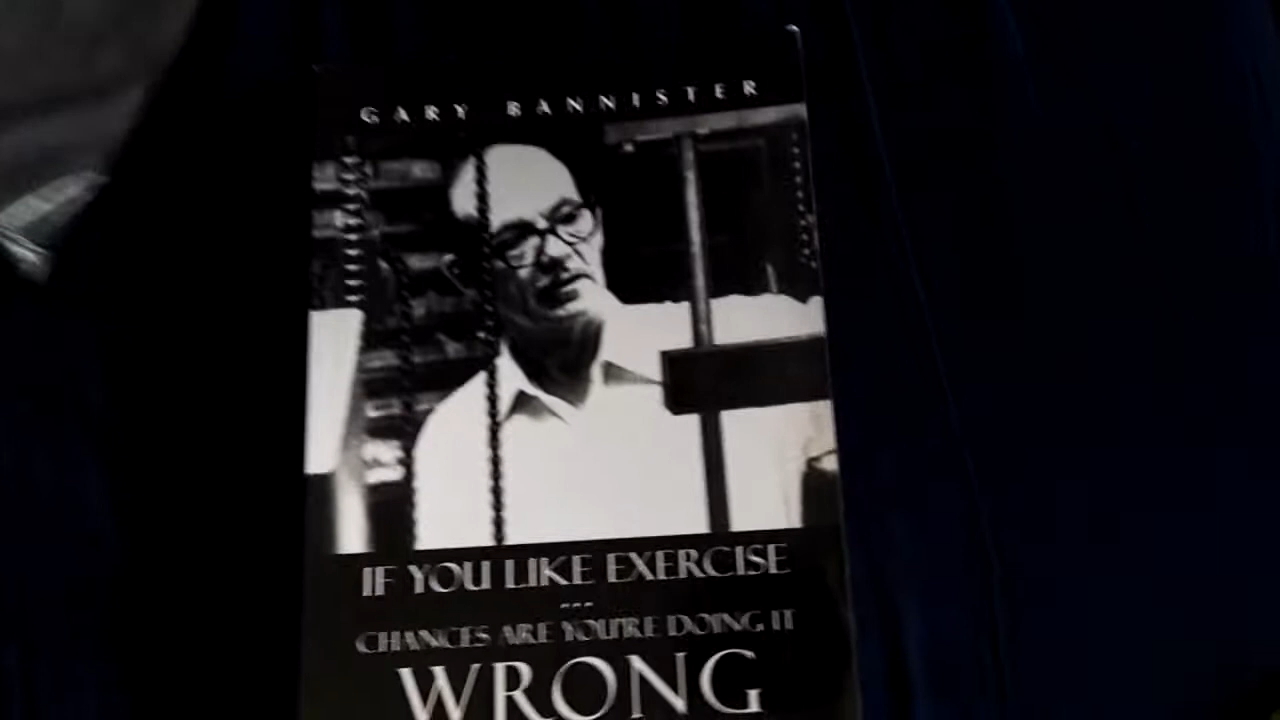 GARY BANNISTER
IF YOU LIKE EXERCISE
---
CHANCES ARE YOU'RE DOING IT
WRONG